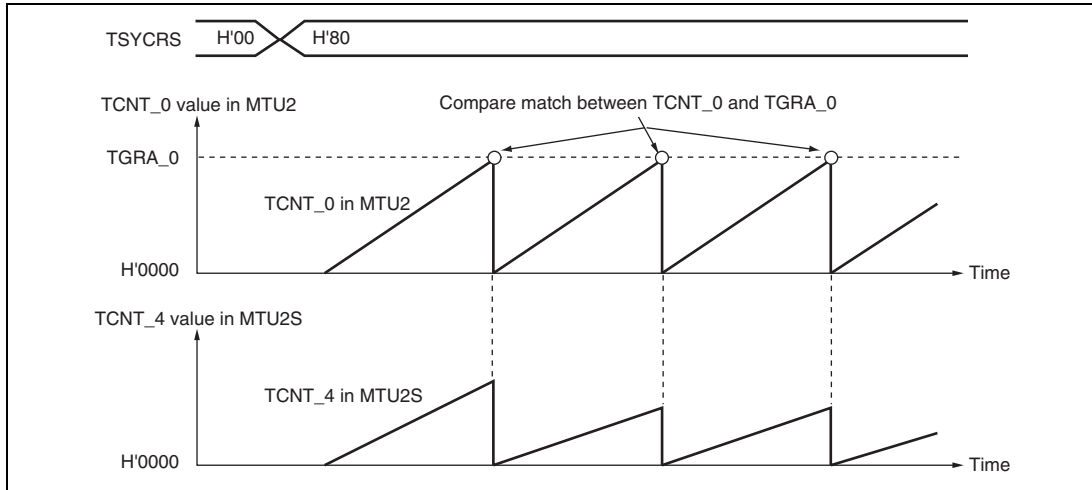 TSYCRS H'00 H'80
TCNT_0 value in MTU2
Compare match between TCNT_0 and TGRA_0
TGRA_0
TCNT_0 in MTU2
H'0000
Time
TCNT_4 value in MTU2S
TCNT_4 in MTU2S
H'0000
Time